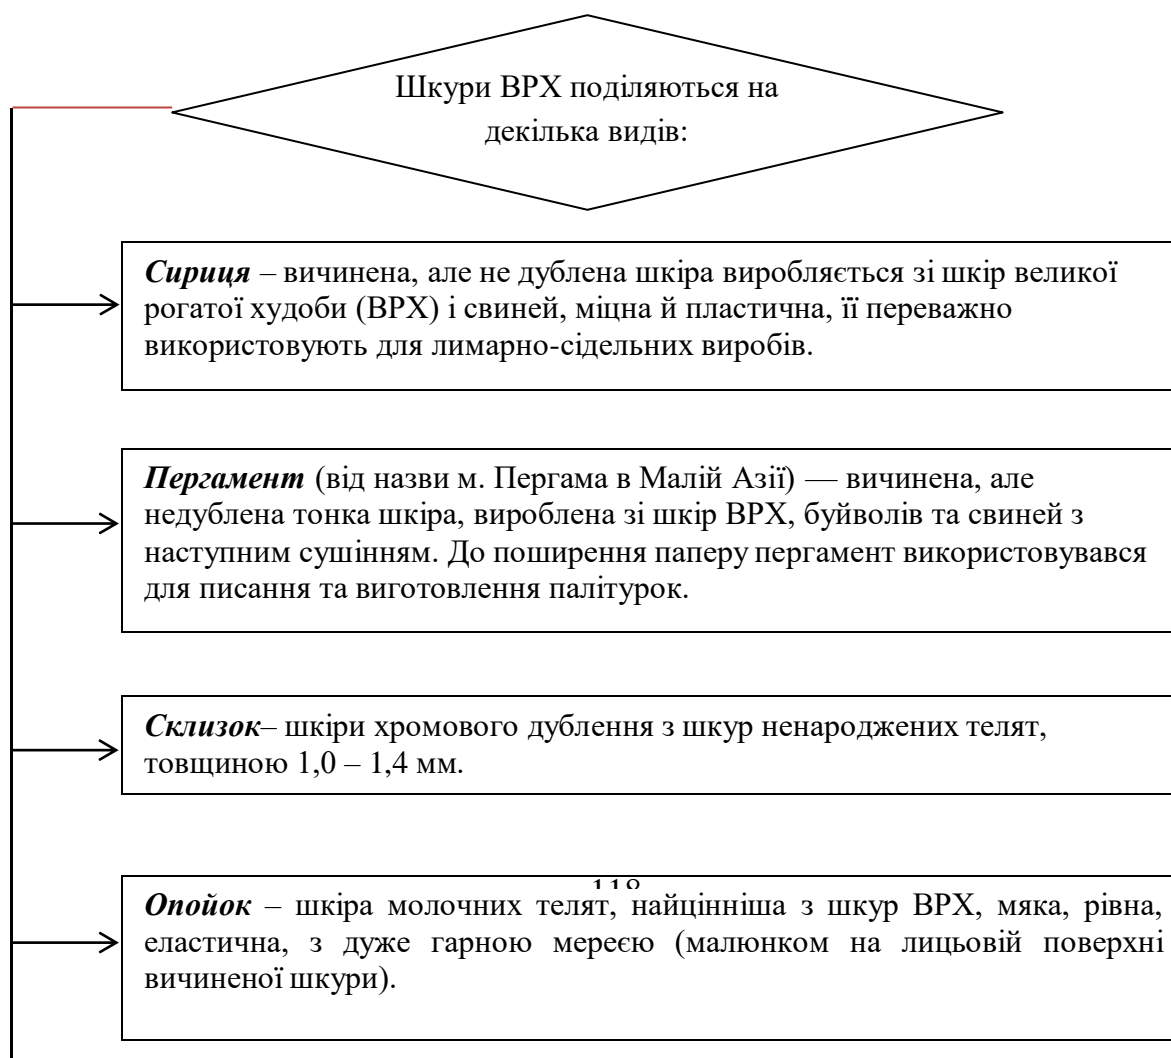 Шкури ВРХ поділяються на
декілька видів:
Сириця – вичинена, але не дублена шкіра виробляється зі шкір великої
рогатої худоби (ВРХ) і свиней, міцна й пластична, її переважно
використовують для лимарно-сідельних виробів.
Пергамент (від назви м. Пергама в Малій Азії) — вичинена, але
недублена тонка шкіра, вироблена зі шкір ВРХ, буйволів та свиней з
наступним сушінням. До поширення паперу пергамент використовувався
для писання та виготовлення палітурок.
Склизок– шкіри хромового дублення з шкур ненароджених телят,
товщиною 1,0 – 1,4 мм.
118
Опойок – шкіра молочних телят, найцінніша з шкур ВРХ, мяка, рівна,
еластична, з дуже гарною мереєю (малюнком на лицьовій поверхні
вичиненої шкури).